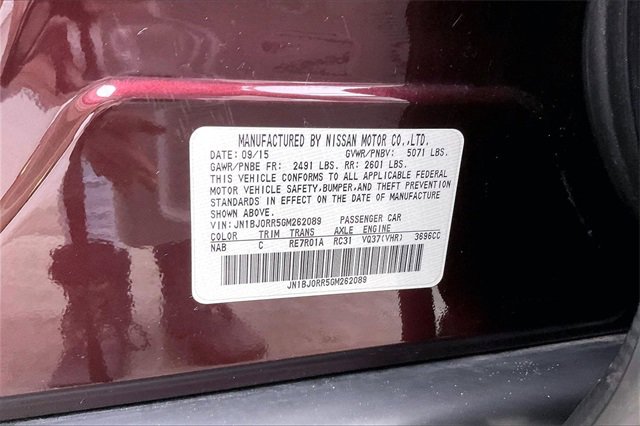 MANUFACTURED BY NISSAN MOTOR CO.,LTD.
DATE: 09/15 GVWR/PNBV: 5071 LBS.
GAWR/PNBE FR: 2491 LBS. RR: 2601 LBS.
THIS VEHICLE CONFORMS TO ALL APPLICABLE FEDERAL
MOTOR VEHICLE SAFETY,BUMPER,AND THEFT PREVENTION
STANDARDS IN EFFECT ON THE DATE OF MANUFACTURE
SHOWN ABOVE.
VIN: JN1BJ0RR5GM262089 PASSENGER CAR
COLOR TRIM TRANS AXLE ENGINE
NAB C RE7R01A RC31 VQ37(VHR) 3696CC
JN1BJ0RR5GM262089